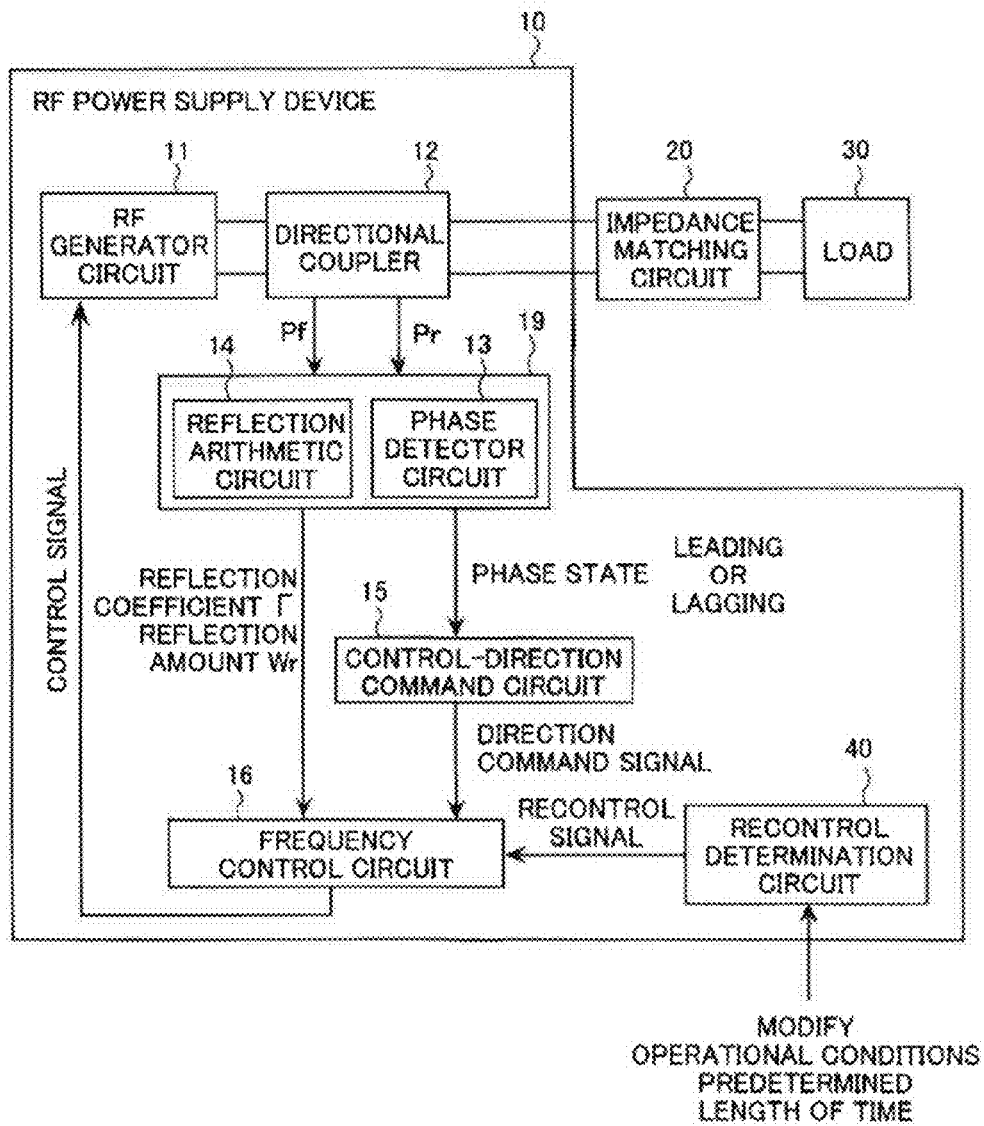 10
RF POWER SUPPLY DEVICE
11
12
20
30
RF
GENERATOR
CIRCUIT
DIRECTIONAL
COUPLER
IMPEDANCE
MATCHING
CIRCUIT
LOAD
Pf
Pr
14
13
19
REFLECTION
ARITHMETIC
CIRCUIT
PHASE
DETECTOR
CIRCUIT
CONTROL SIGNAL
REFLECTION
COEFFICIENT Γ
REFLECTION
AMOUNT Wr
PHASE STATE
LEADING
OR
LAGGING
15
CONTROL-DIRECTION
COMMAND CIRCUIT
DIRECTION
COMMAND SIGNAL
16
FREQUENCY
CONTROL CIRCUIT
RECONTROL
SIGNAL
40
RECONTROL
DETERMINATION
CIRCUIT
MODIFY
OPERATIONAL CONDITIONS
PREDETERMINED
LENGTH OF TIME